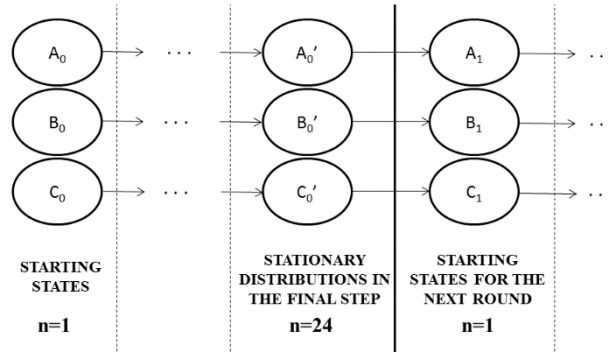 A₀ . . . A₀’ A₁ . .
B₀ . . . B₀’ B₁ . .
C₀ . . . C₀’ C₁ . .
STARTING
STATES
n=1
STATIONARY
DISTRIBUTIONS IN
THE FINAL STEP
n=24
STARTING
STATES FOR THE
NEXT ROUND
n=1